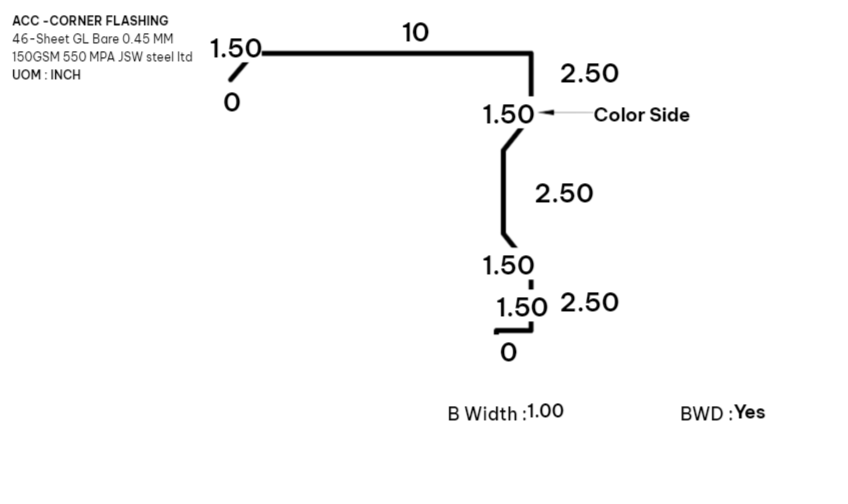 ACC -CORNER FLASHING
46-Sheet GL Bare 0.45 MM
150GSM 550 MPA JSW steel ltd
UOM : INCH
10
1.50
0
2.50
1.50
Color Side
2.50
1.50
1.50
2.50
0
B Width :1.00
BWD :Yes